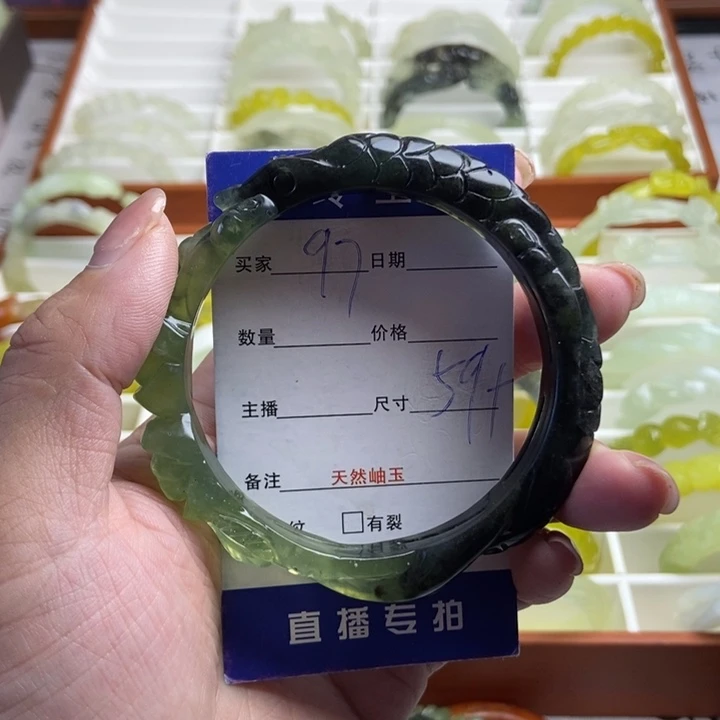 买家 97 日期
数量 价格
主播 尺寸 59+
备注 天然岫玉
纹 □有裂
直播专拍